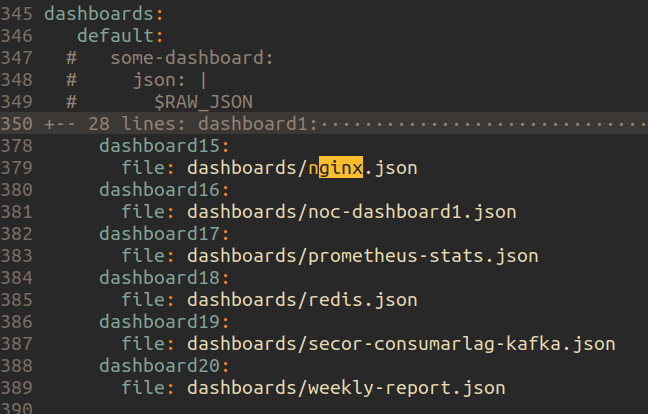 345 dashboards:
346   default:
347  #   some-dashboard:
348  #     json: |
349  #       $RAW_JSON
350 +-- 28 lines: dashboard1:······························
378     dashboard15:
379       file: dashboards/nginx.json
380     dashboard16:
381       file: dashboards/noc-dashboard1.json
382     dashboard17:
383       file: dashboards/prometheus-stats.json
384     dashboard18:
385       file: dashboards/redis.json
386     dashboard19:
387       file: dashboards/secor-consumarlag-kafka.json
388     dashboard20:
389       file: dashboards/weekly-report.json
390